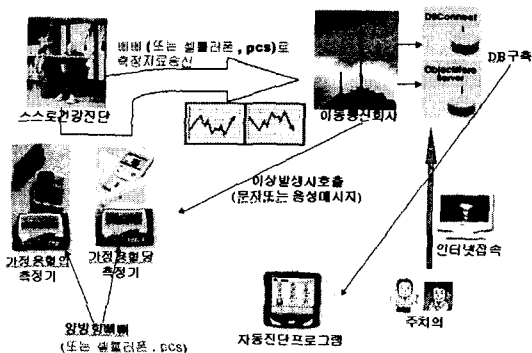 삐삐 (또는 셀룰러폰, pcs)로
측정자료송신
스스로건강진단
이동통신회사
DBConnect
Objectstore
Server
DB구축
이상발생시호출
(문자또는 음성메시지)
가정용혈압
측정기
가정용혈당
측정기
양방향삐삐
(또는 셀룰러폰, pcs)
자동진단프로그램
인터넷접속
주치의